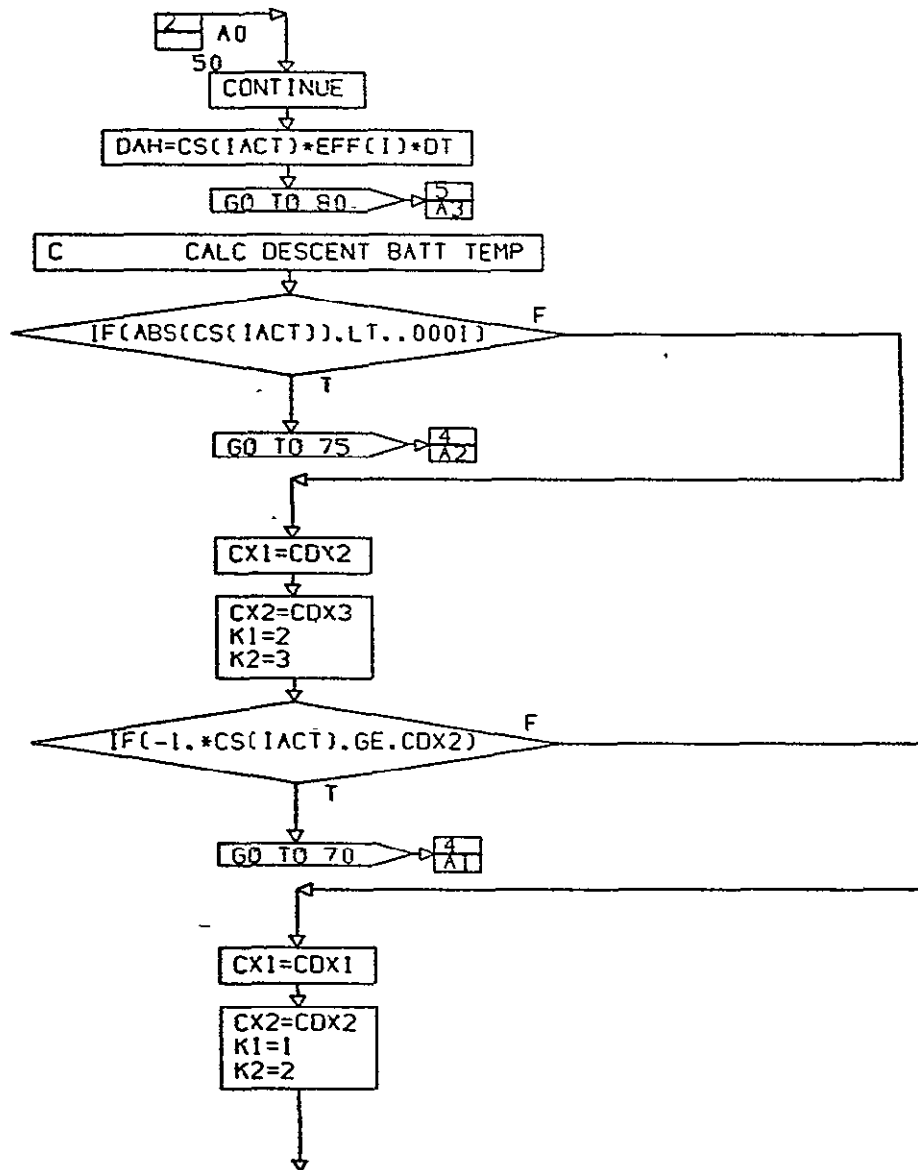 2
A0
50
CONTINUE
DAH=CS(IACT)*EFF(I)*DT
GO TO 80
5
A3
C CALC DESCENT BATT TEMP
F
IF(ABS(CS(IACT)).LT..0001)
T
GO TO 75
4
A2
CX1=CDX2
CX2=CDX3
K1=2
K2=3
F
IF(-1.*CS(IACT).GE.CDX2)
T
GO TO 70
4
A1
CX1=CDX1
CX2=CDX2
K1=1
K2=2